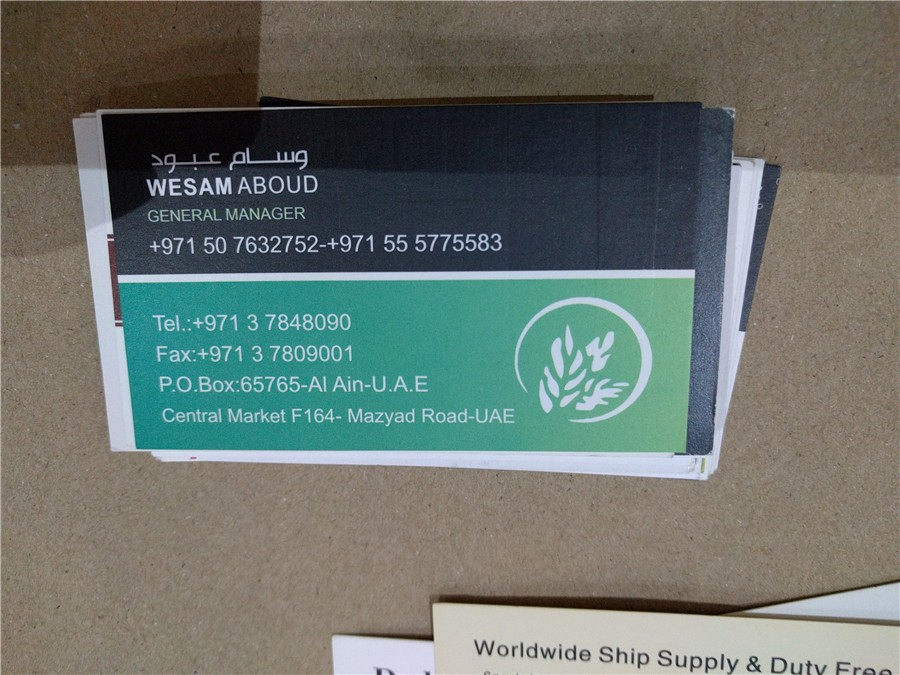 وسام عبود
WESAM ABOUD
GENERAL MANAGER
+971 50 7632752-+971 55 5775583
Tel.:+971 3 7848090
Fax:+971 3 7809001
P.O.Box:65765-Al Ain-U.A.E
Central Market F164- Mazyad Road-UAE
Worldwide Ship Supply & Duty Free